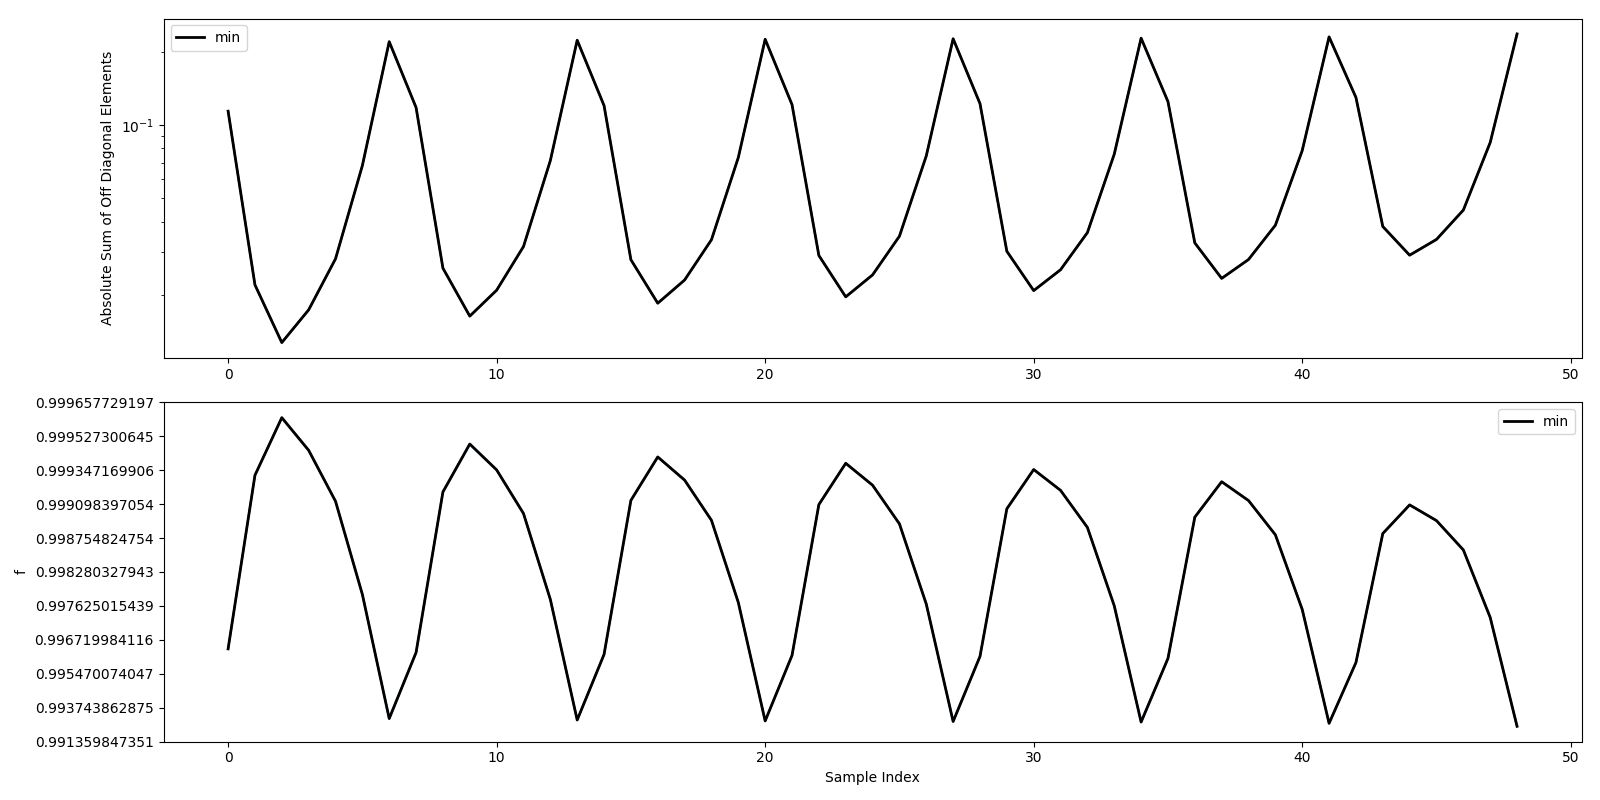 min
Absolute Sum of Off Diagonal Elements
10⁻¹
0 10 20 30 40 50
min
f
0.999657729197
0.999527300645
0.999347169906
0.999098397054
0.998754824754
0.998280327943
0.997625015439
0.996719984116
0.995470074047
0.993743862875
0.991359847351
0 10 20 30 40 50
Sample Index